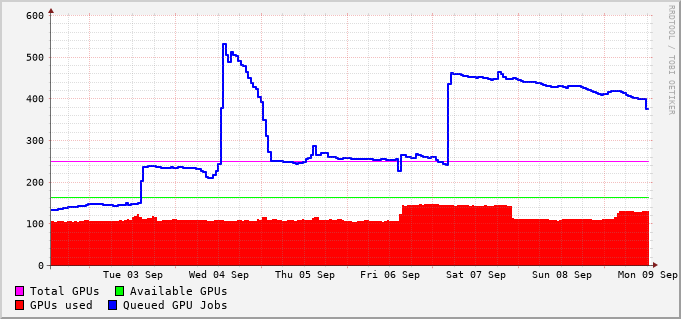 RRDTOOL / TOBI OETIKER
600
500
400
300
200
100
0
Tue 03 Sep Wed 04 Sep Thu 05 Sep Fri 06 Sep Sat 07 Sep Sun 08 Sep Mon 09 Sep
Total GPUs Available GPUs
GPUs used Queued GPU Jobs